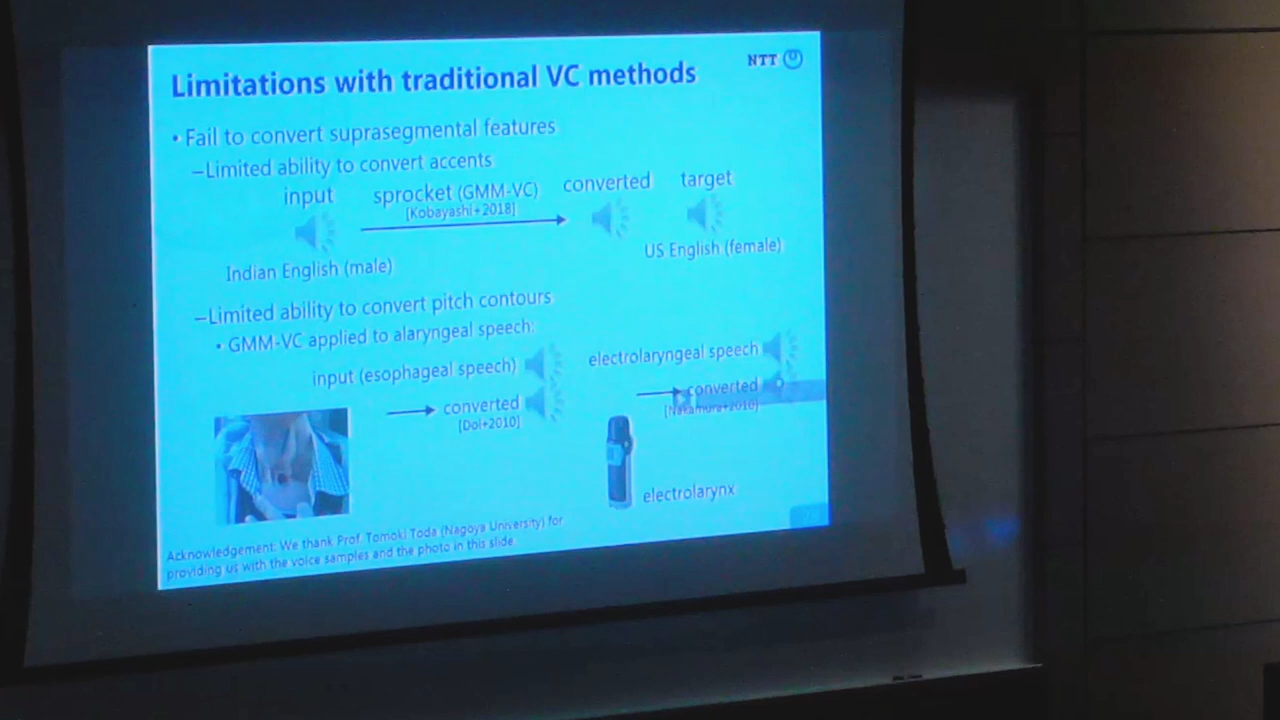 Limitations with traditional VC methods
NTT
• Fail to convert suprasegmental features
–Limited ability to convert accents
input sprocket (GMM-VC) converted target
[Kobayashi+2018]
Indian English (male) US English (female)
–Limited ability to convert pitch contours
• GMM-VC applied to alaryngeal speech:
input (esophageal speech) electrolaryngeal speech
converted converted
[Doi+2010] [Nakamura+2010]
electrolarynx
Acknowledgement: We thank Prof. Tomoki Toda (Nagoya University) for
providing us with the voice samples and the photo in this slide.